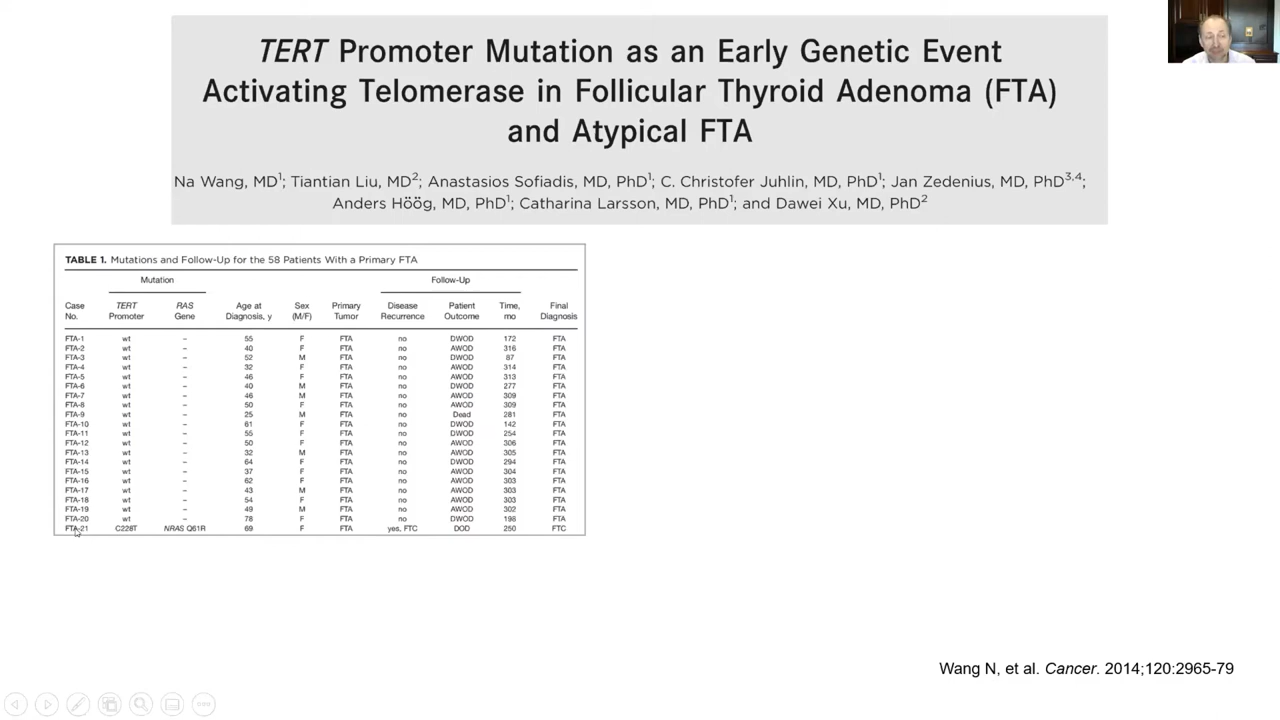 TERT Promoter Mutation as an Early Genetic Event
Activating Telomerase in Follicular Thyroid Adenoma (FTA)
and Atypical FTA
Na Wang, MD1; Tiantian Liu, MD2; Anastasios Sofiadis, MD, PhD1; C. Christofer Juhlin, MD, PhD1; Jan Zedenius, MD, PhD3,4;
Anders Höög, MD, PhD1; Catharina Larsson, MD, PhD1; and Dawei Xu, MD, PhD2
TABLE 1. Mutations and Follow-Up for the 58 Patients With a Primary FTA
Mutation Follow-Up
Case TERT RAS Age at Sex Primary Disease Patient Time, Final
No. Promoter Gene Diagnosis, y (M/F) Tumor Recurrence Outcome mo Diagnosis
FTA-1 wt – 55 F FTA no DWOD 172 FTA
FTA-2 wt – 40 F FTA no AWOD 316 FTA
FTA-3 wt – 52 M FTA no DWOD 87 FTA
FTA-4 wt – 32 F FTA no AWOD 314 FTA
FTA-5 wt – 46 F FTA no AWOD 313 FTA
FTA-6 wt – 40 M FTA no DWOD 277 FTA
FTA-7 wt – 46 M FTA no AWOD 309 FTA
FTA-8 wt – 50 F FTA no AWOD 309 FTA
FTA-9 wt – 25 M FTA no Dead 281 FTA
FTA-10 wt – 61 F FTA no DWOD 142 FTA
FTA-11 wt – 55 F FTA no DWOD 254 FTA
FTA-12 wt – 50 F FTA no AWOD 306 FTA
FTA-13 wt – 32 M FTA no AWOD 305 FTA
FTA-14 wt – 64 F FTA no DWOD 294 FTA
FTA-15 wt – 37 F FTA no AWOD 304 FTA
FTA-16 wt – 62 F FTA no AWOD 303 FTA
FTA-17 wt – 43 M FTA no AWOD 303 FTA
FTA-18 wt – 54 F FTA no AWOD 303 FTA
FTA-19 wt – 49 M FTA no AWOD 302 FTA
FTA-20 wt – 78 F FTA no DWOD 198 FTA
FTA-21 C228T NRAS Q61R 69 F FTA yes, FTC DOD 250 FTC
Wang N, et al. Cancer. 2014;120:2965-79